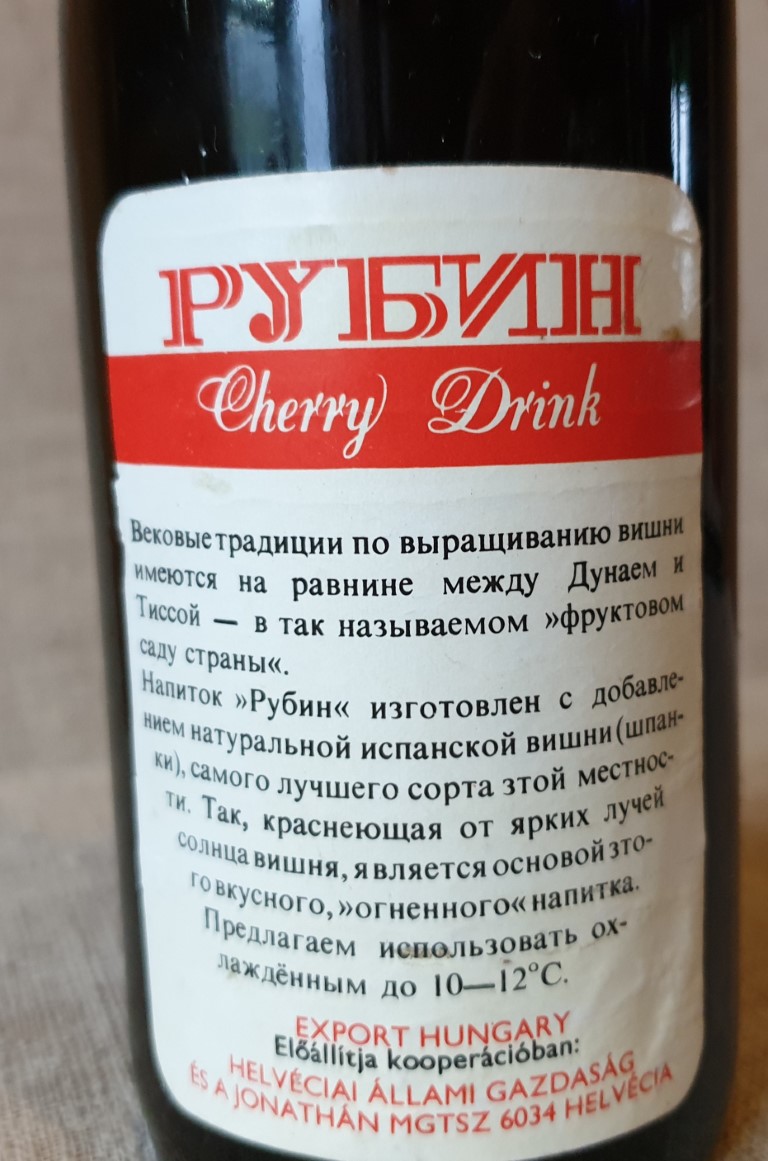 РУБИН
Cherry Drink
Вековые традиции по выращиванию вишни
имеются на равнине между Дунаем и
Тиссой — в так называемом »фруктовом
саду страны«.
Напиток »Рубин« изготовлен с добавле-
нием натуральной испанской вишни (шпан-
ки), самого лучшего сорта зтой местнос-
ти. Так, краснеющая от ярких лучей
солнца вишня, является основой зто-
го вкусного, »огненного« напитка.
Предлагаем использовать ох-
лаждённым до 10—12°C.
EXPORT HUNGARY
Előállítja kooperációban:
HELVÉCIAI ÁLLAMI GAZDASÁG
ÉS A JONATHÁN MGTSZ 6034 HELVÉCIA